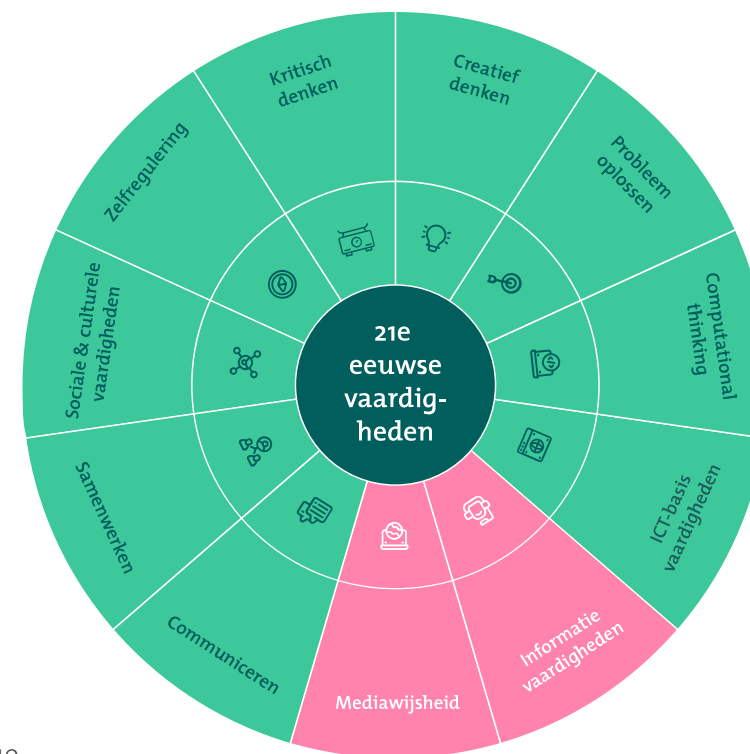 Kritisch
denken
Creatief
denken
Probleem
oplossen
Computational
thinking
ICT-basis
vaardigheden
Informatie
vaardigheden
Mediawijsheid
Communiceren
Samenwerken
Sociale & culturele
vaardigheden
Zelfregulering
21e
eeuwse
vaardig-
heden